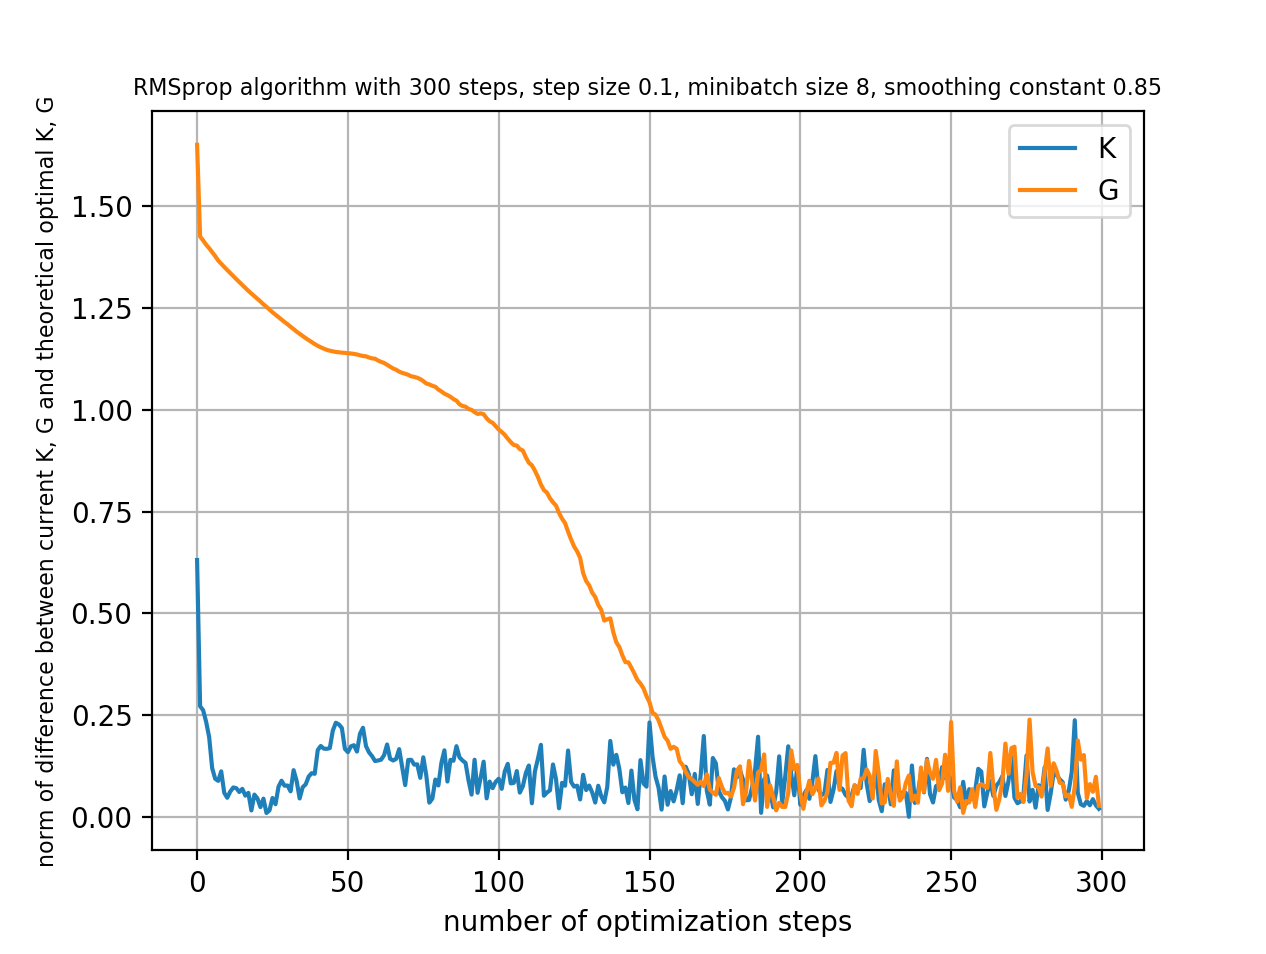 RMSprop algorithm with 300 steps, step size 0.1, minibatch size 8, smoothing constant 0.85
norm of difference between current K, G and theoretical optimal K, G
K
G
1.50
1.25
1.00
0.75
0.50
0.25
0.00
0 50 100 150 200 250 300
number of optimization steps